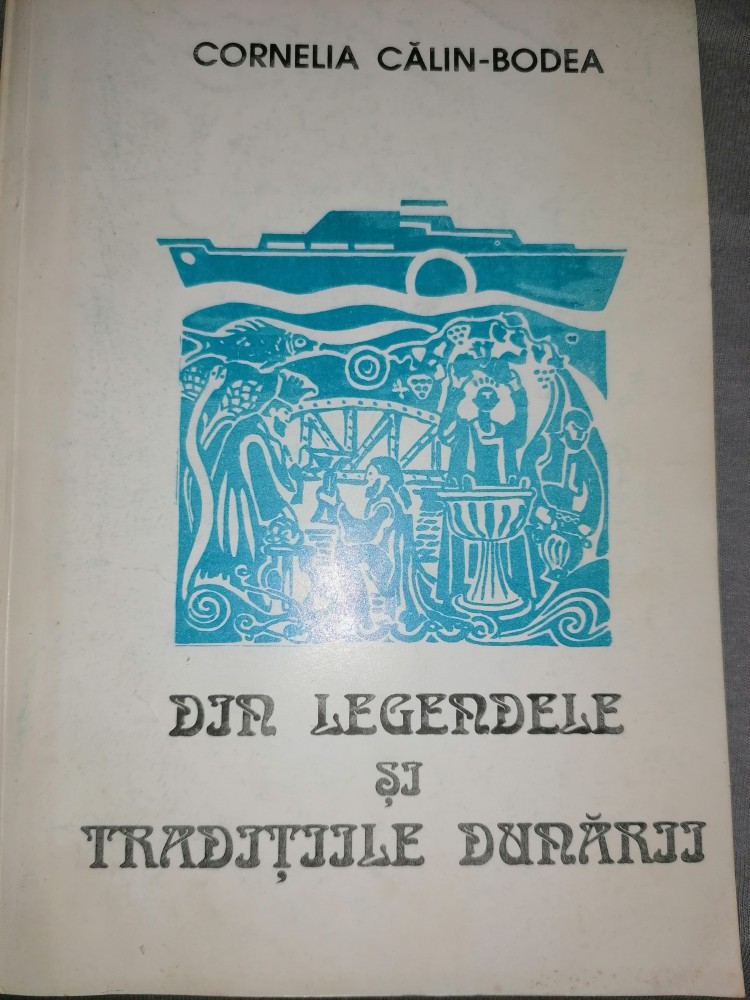 CORNELIA CĂLIN-BODEA
DIN LEGENDELE
ȘI
TRADIȚIILE DUNĂRII